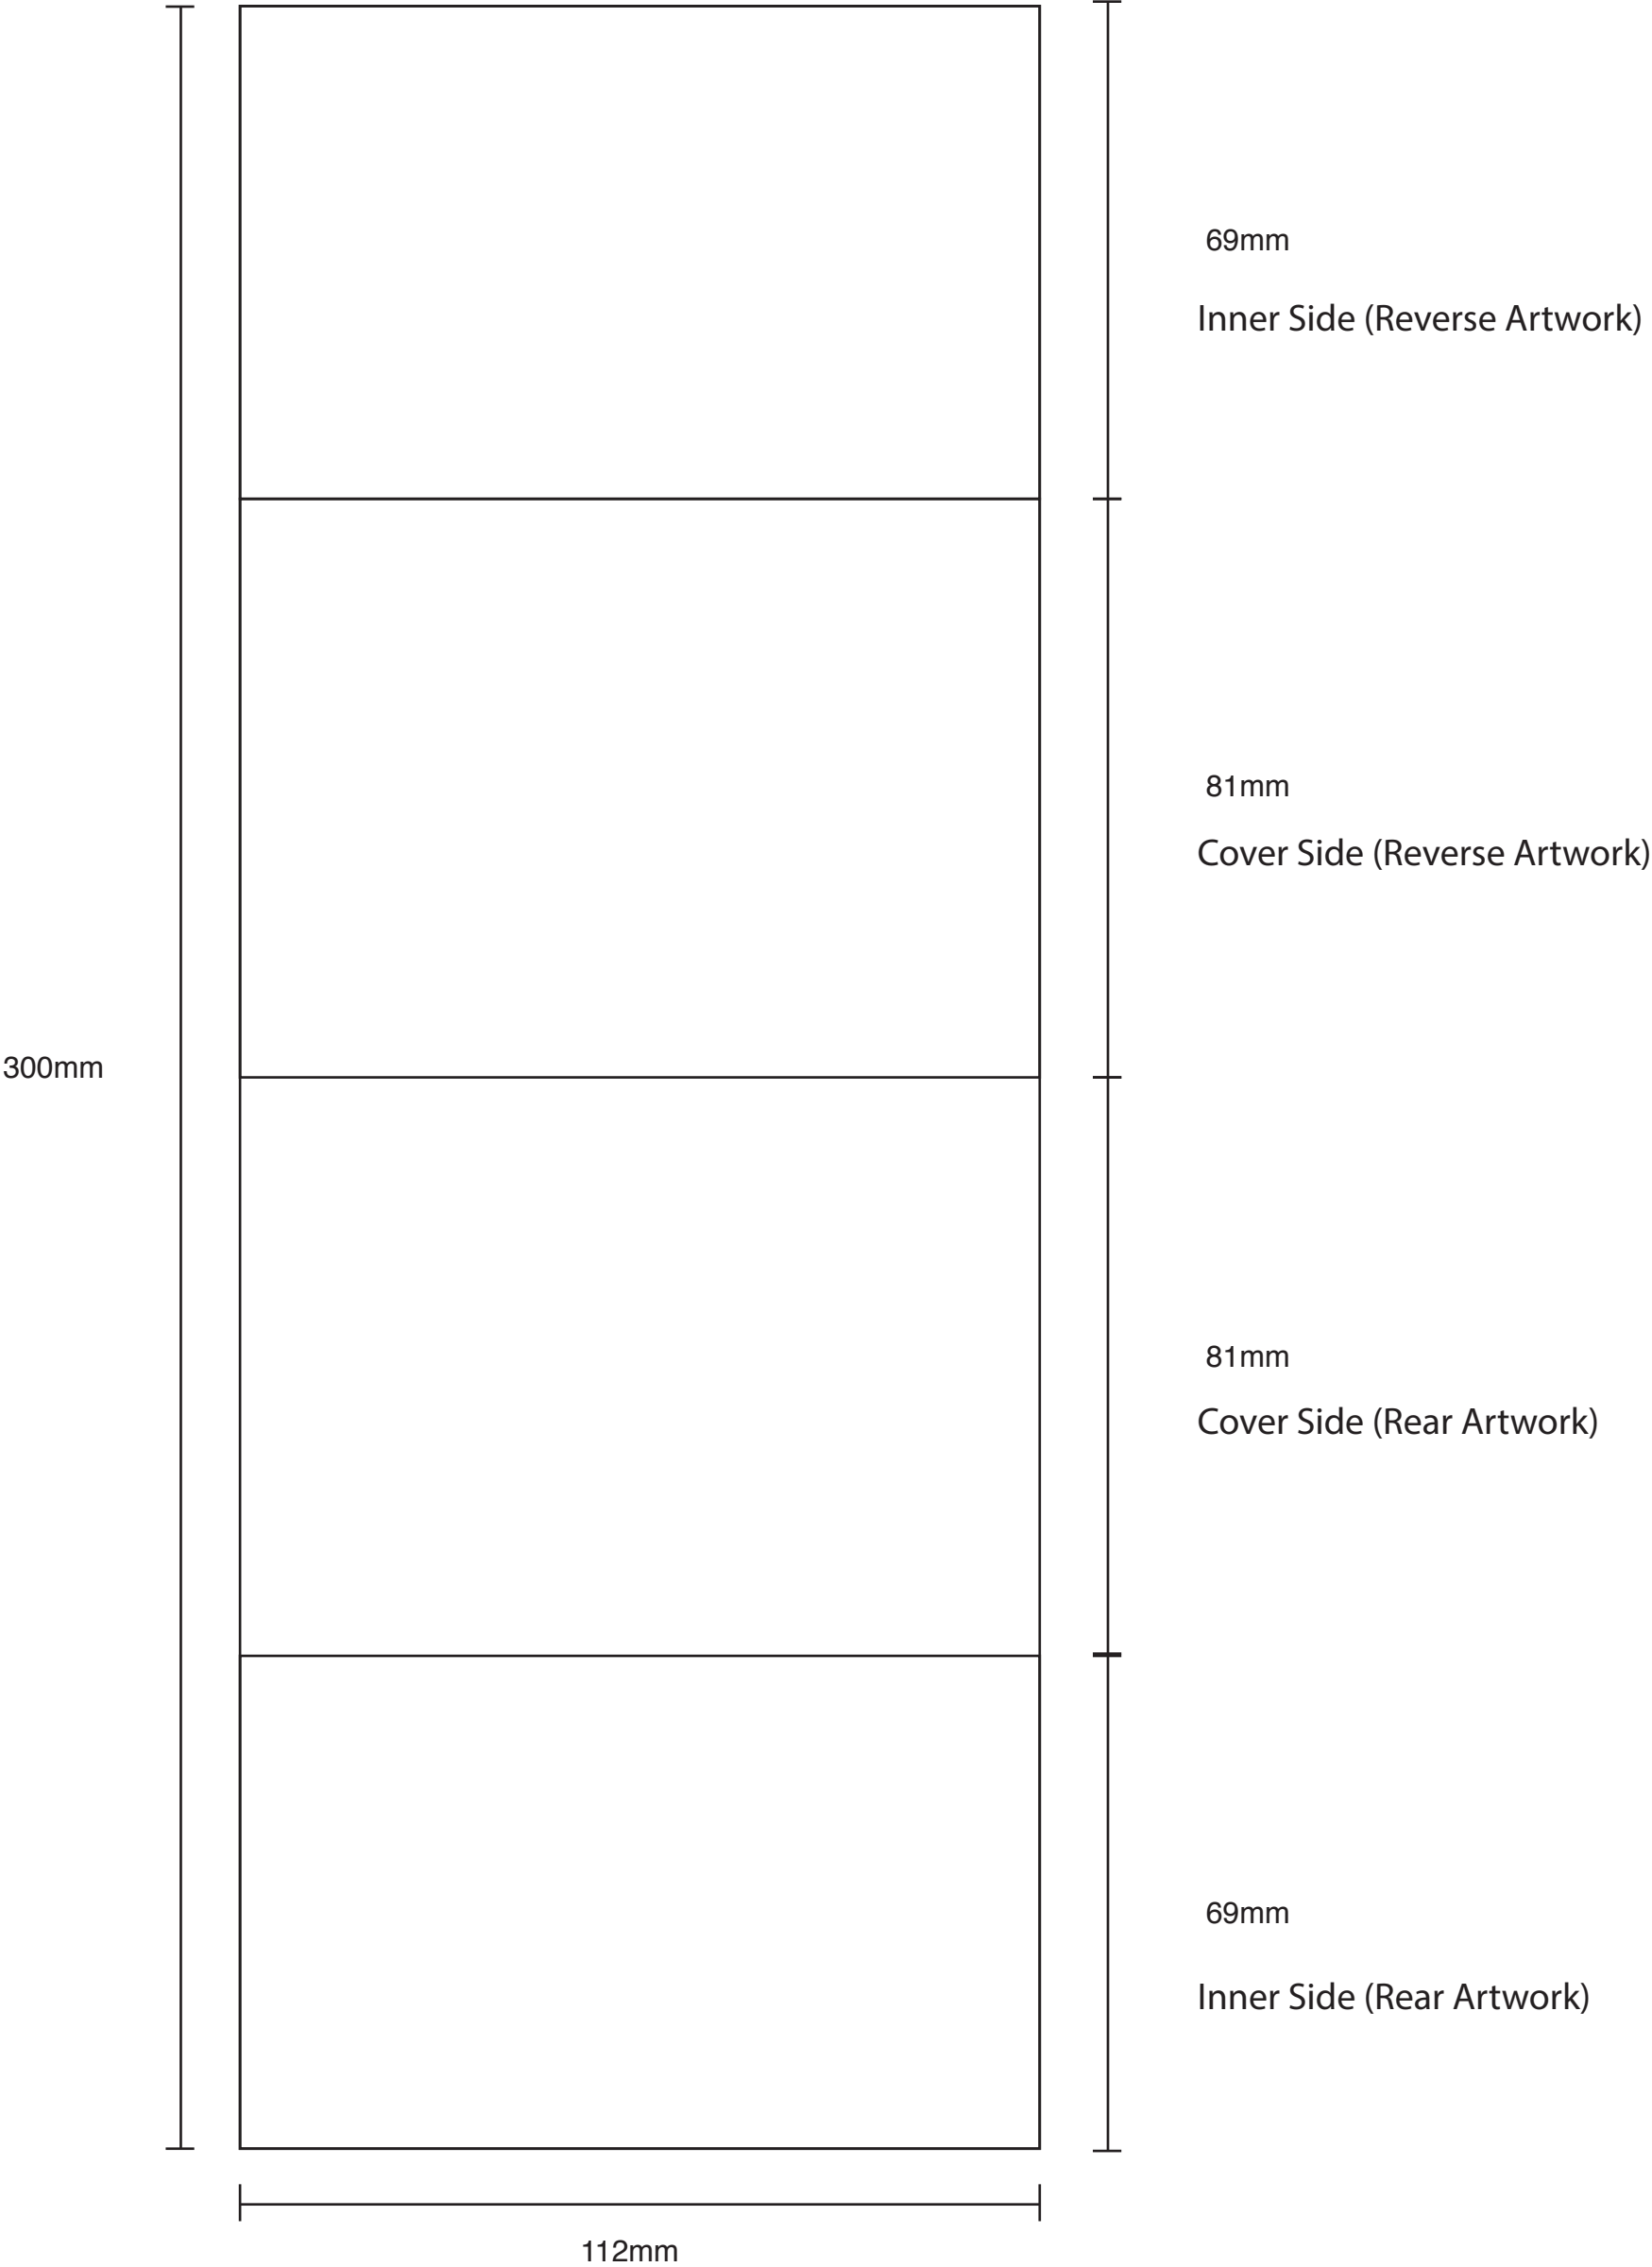 69mm
Inner Side (Reverse Artwork)
81mm
Cover Side (Reverse Artwork)
300mm
81mm
Cover Side (Rear Artwork)
69mm
Inner Side (Rear Artwork)
112mm